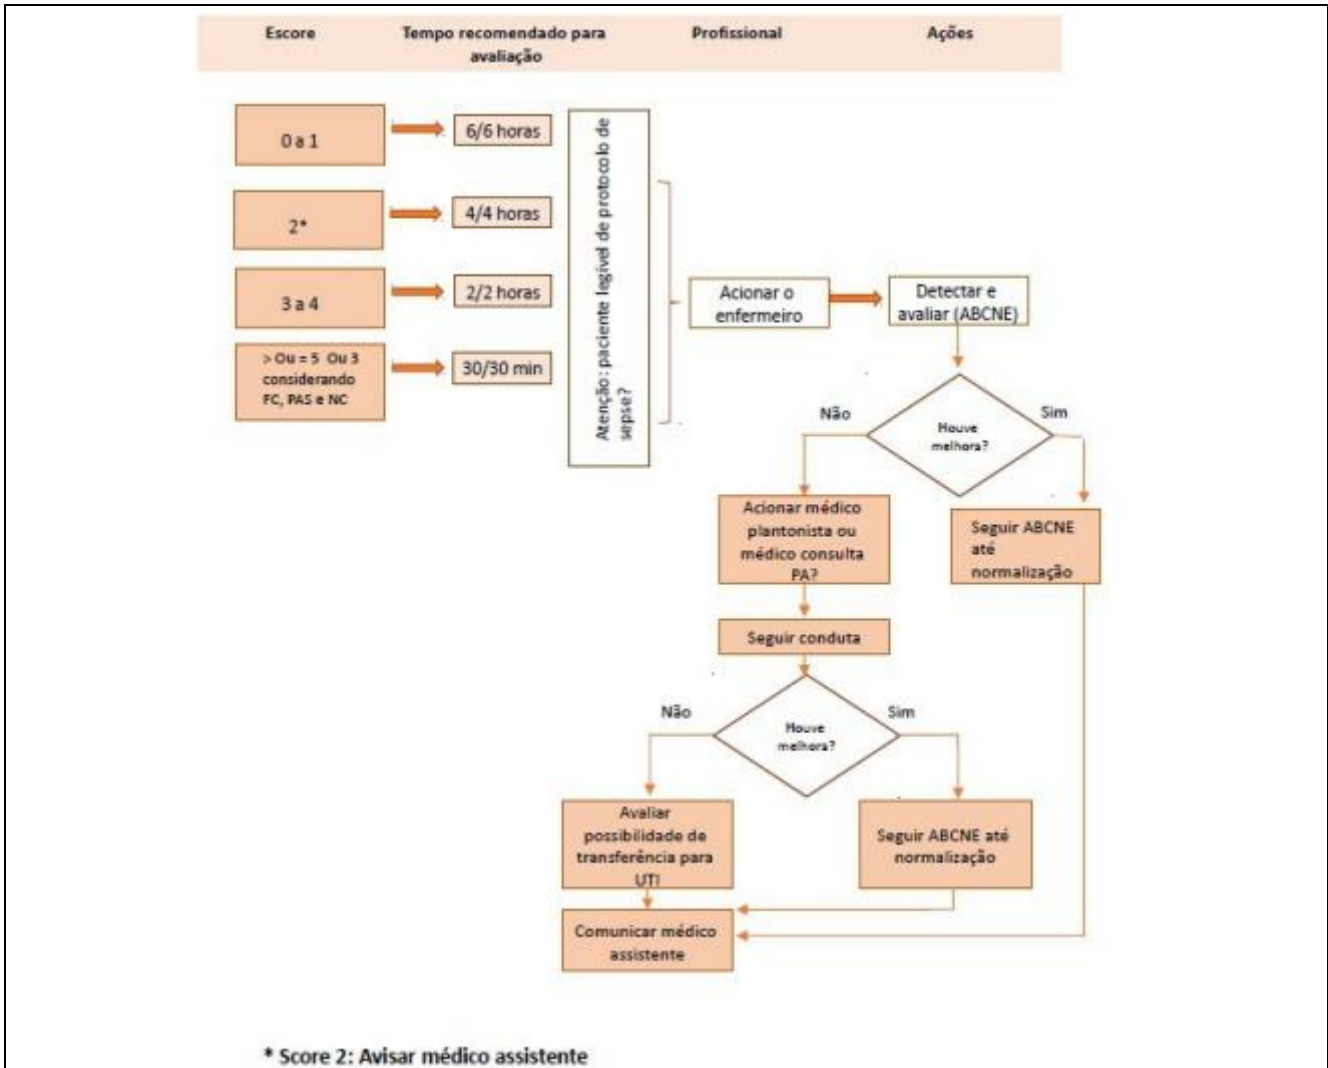 Escore
Tempo recomendado para
avaliação
Profissional
Ações
0 a 1
6/6 horas
2*
4/4 horas
3 a 4
2/2 horas
> Ou = 5 Ou 3
considerando
FC, PAS e NC
30/30 min
Atenção: paciente legível de protocolo de
sepse?
Acionar o
enfermeiro
Detectar e
avaliar (ABCNE)
Houve
melhora?
Não
Sim
Acionar médico
plantonista ou
médico consulta
PA?
Seguir ABCNE
até
normalização
Seguir conduta
Houve
melhora?
Não
Sim
Avaliar
possibilidade de
transferência para
UTI
Seguir ABCNE até
normalização
Comunicar médico
assistente
* Score 2: Avisar médico assistente